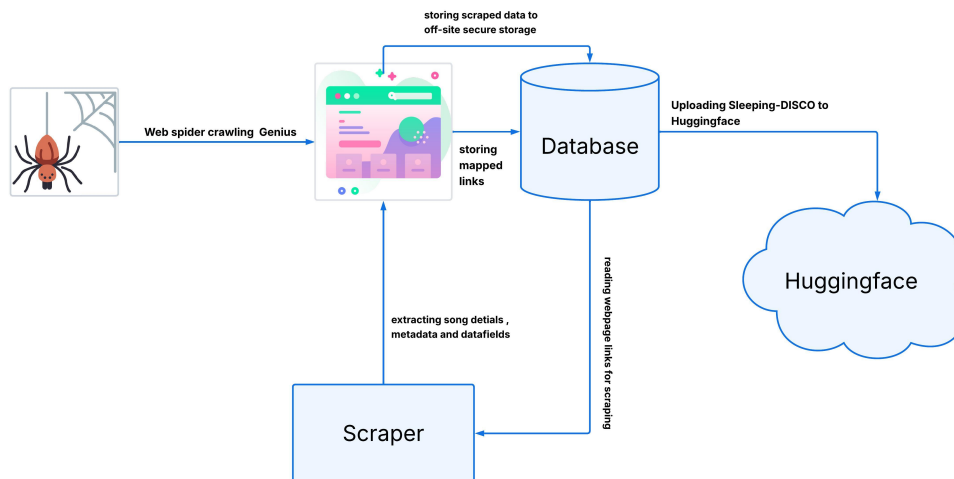 storing scraped data to
off-site secure storage
Web spider crawling  Genius
storing
mapped
links
Database
Uploading Sleeping-DISCO to
Huggingface
Huggingface
reading webpage links for scraping
extracting song detials ,
metadata and datafields
Scraper